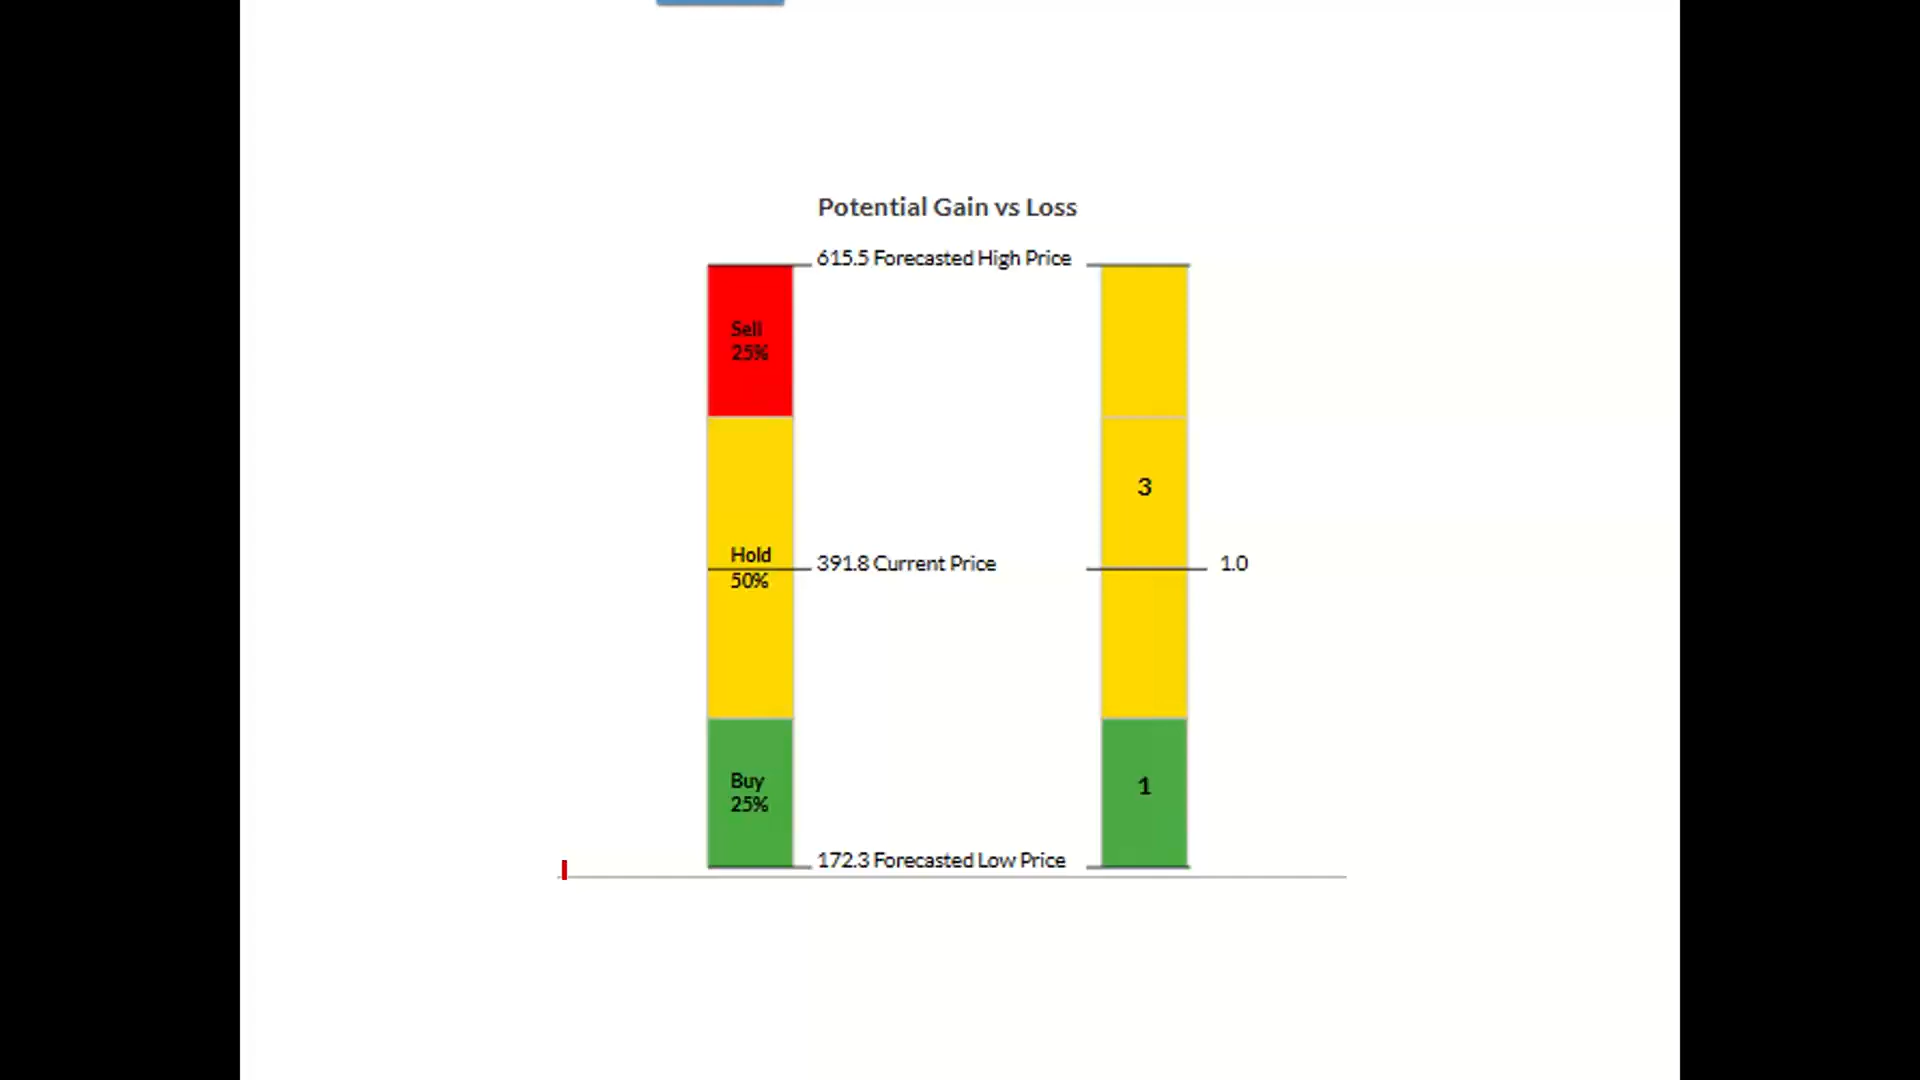 Potential Gain vs Loss
615.5 Forecasted High Price
Sell
25%
3
Hold
50%
391.8 Current Price
1.0
Buy
25%
1
172.3 Forecasted Low Price